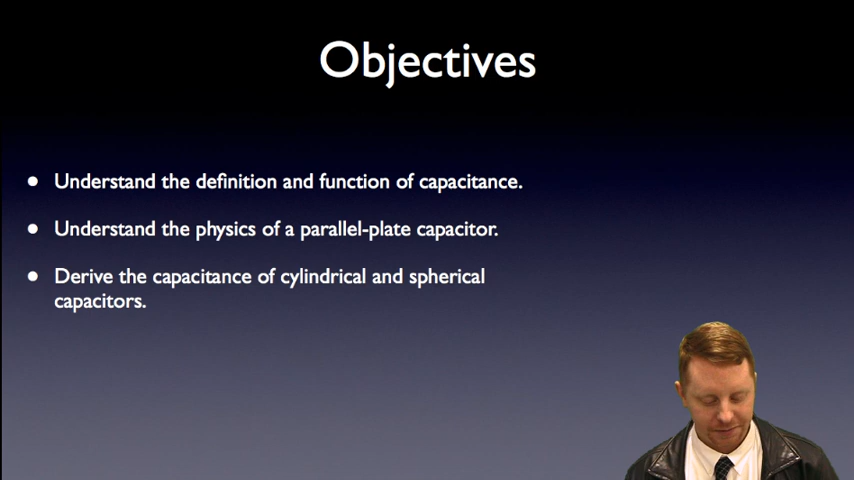 Objectives
• Understand the definition and function of capacitance.
• Understand the physics of a parallel-plate capacitor.
• Derive the capacitance of cylindrical and spherical
capacitors.